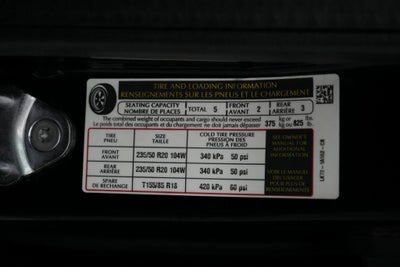 TIRE AND LOADING INFORMATION
RENSEIGNEMENTS SUR LES PNEUS ET LE CHARGEMENT
SEATING CAPACITY
NOMBRE DE PLACES
TOTAL 5
FRONT
AVANT 2
REAR
ARRIÈRE 3
The combined weight of occupants and cargo should never exceed
Le poids total des occupants et du chargement ne doit jamais dépasser
375 kg or/ou 825 lbs.
TIRE
PNEU
SIZE
TAILLE
COLD TIRE PRESSURE
PRESSION DES
PNEUS À FROID
FRONT
AVANT
235/50 R20 104W
340 kPa 50 psi
REAR
ARRIÈRE
235/50 R20 104W
340 kPa 50 psi
SPARE
DE RECHANGE
T155/85 R18
420 kPa 60 psi
SEE OWNER'S
MANUAL FOR
ADDITIONAL
INFORMATION
VOIR LE MANUEL
DU CONDUCTEUR
POUR PLUS DE
RENSEIGNEMENTS